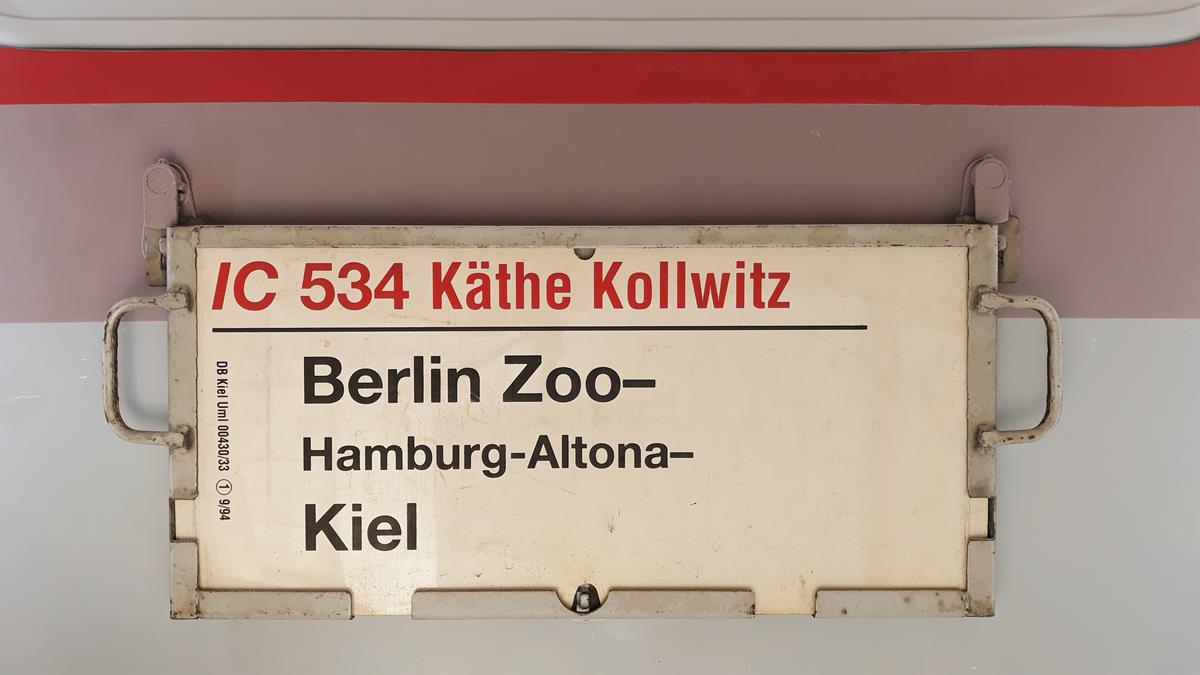 IC 534 Käthe Kollwitz
Berlin Zoo–
Hamburg-Altona–
Kiel
DB Kiel Uml 00430/33 ① 9/94